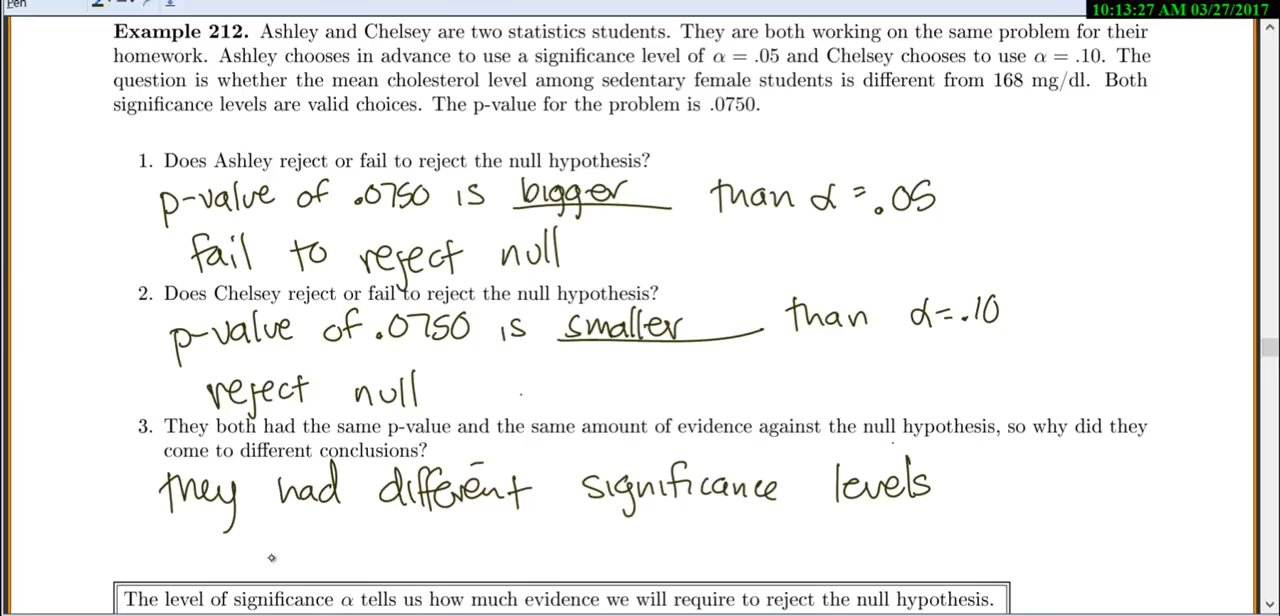 Pen
10:13:27 AM 03/27/2017
Example 212. Ashley and Chelsey are two statistics students. They are both working on the same problem for their
homework. Ashley chooses in advance to use a significance level of α = .05 and Chelsey chooses to use α = .10. The
question is whether the mean cholesterol level among sedentary female students is different from 168 mg/dl. Both
significance levels are valid choices. The p-value for the problem is .0750.
1. Does Ashley reject or fail to reject the null hypothesis?
p-value of .0750 is bigger than α = .05
fail to reject null
2. Does Chelsey reject or fail to reject the null hypothesis?
p-value of .0750 is smaller than α = .10
reject null
3. They both had the same p-value and the same amount of evidence against the null hypothesis, so why did they
come to different conclusions?
they had different significance levels
The level of significance α tells us how much evidence we will require to reject the null hypothesis.